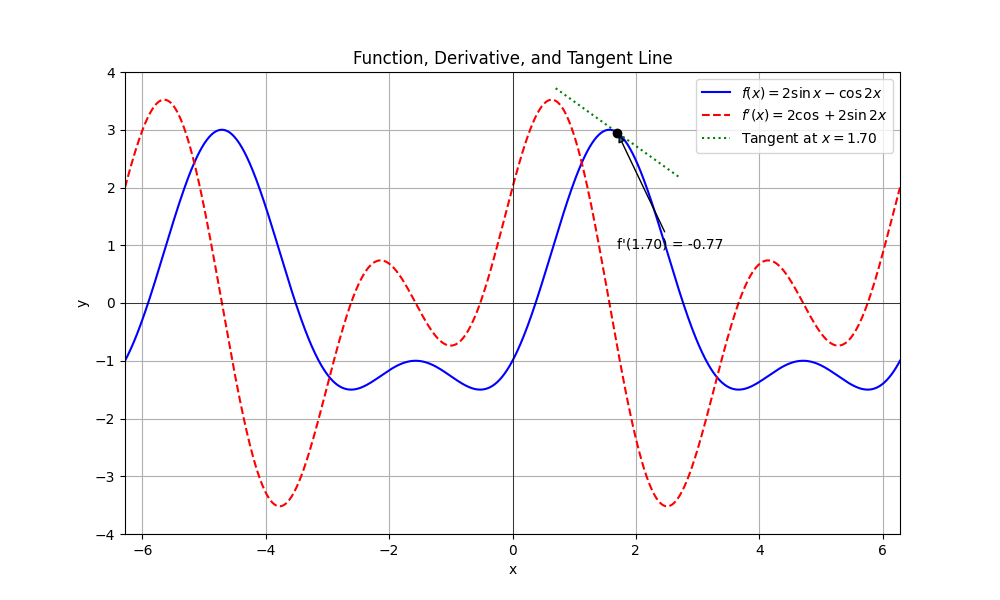 Function, Derivative, and Tangent Line
f(x) = 2sin x − cos 2x
f′(x) = 2cos + 2sin 2x
Tangent at x = 1.70
f'(1.70) = -0.77
y
4
3
2
1
0
−1
−2
−3
−4
−6 −4 −2 0 2 4 6
x